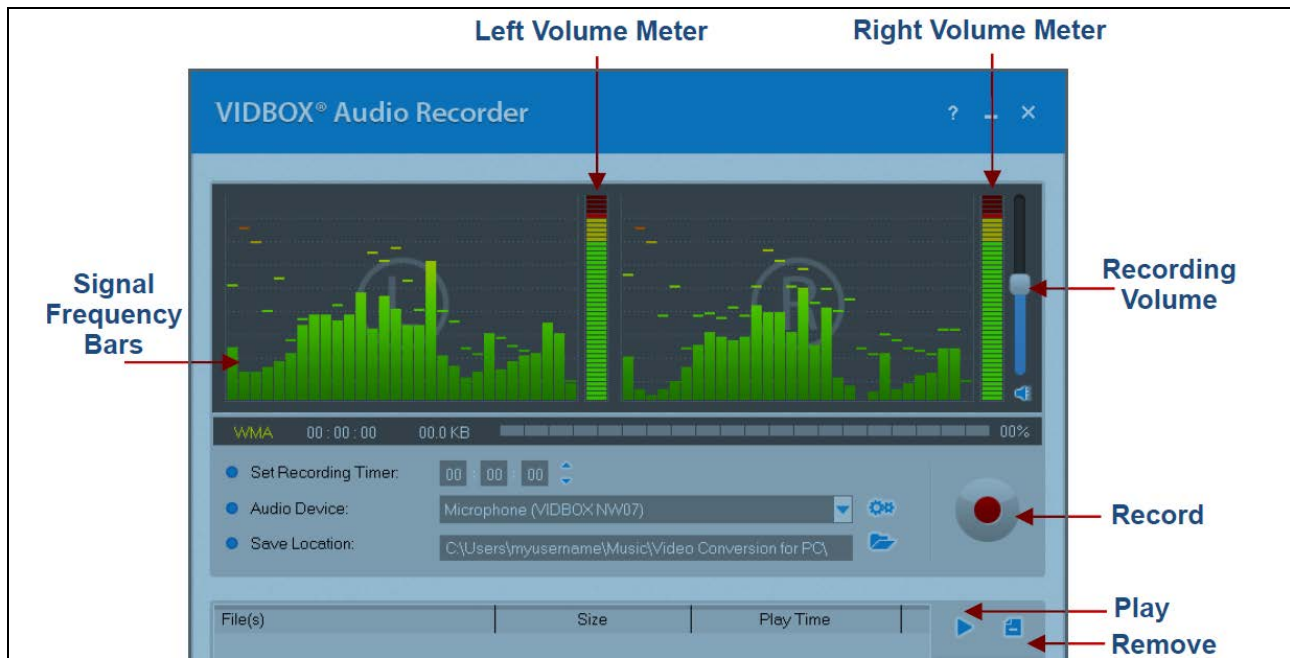 Left Volume Meter
Right Volume Meter
VIDBOX® Audio Recorder
?
Signal
Frequency
Bars
L
R
Recording
Volume
WMA 00:00:00 00.0 KB 00%
Set Recording Timer: 00 : 00 : 00
Audio Device: Microphone (VIDBOX NW07)
Record
Save Location: C:\Users\myusername\Music\Video Conversion for PC\
File(s) Size Play Time
Play
Remove